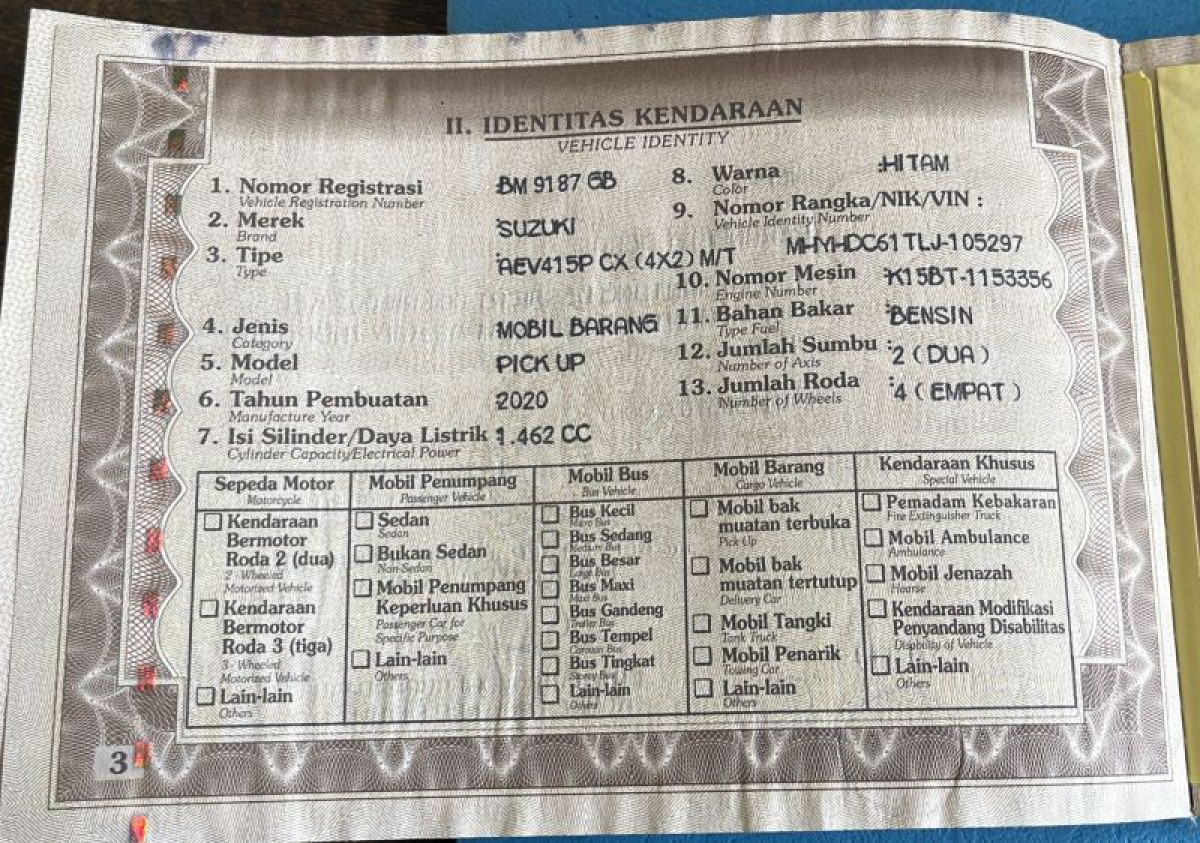 II. IDENTITAS KENDARAAN
VEHICLE IDENTITY
1. Nomor Registrasi : BM 9187 GB
Vehicle Registration Number
2. Merek : SUZUKI
Brand
3. Tipe : AEV415P CX (4X2) M/T
Type
4. Jenis : MOBIL BARANG
Category
5. Model : PICK UP
Model
6. Tahun Pembuatan : 2020
Manufacture Year
7. Isi Silinder/Daya Listrik : 1.462 CC
Cylinder Capacity/Electrical Power
8. Warna : HITAM
Color
9. Nomor Rangka/NIK/VIN :
Vehicle Identity Number
MHYHDC61TLJ-105297
10. Nomor Mesin : K15BT-1153356
Engine Number
11. Bahan Bakar : BENSIN
Type Fuel
12. Jumlah Sumbu : 2 (DUA)
Number of Axis
13. Jumlah Roda : 4 (EMPAT)
Number of Wheels
Sepeda Motor
Motorcycle
Kendaraan
Bermotor
Roda 2 (dua)
2 - Wheeled
Motorized Vehicle
Kendaraan
Bermotor
Roda 3 (tiga)
3 - Wheeled
Motorized Vehicle
Lain-lain
Others
Mobil Penumpang
Passenger Vehicle
Sedan
Sedan
Bukan Sedan
Non-Sedan
Mobil Penumpang
Keperluan Khusus
Passenger Car for
Specific Purpose
Lain-lain
Others
Mobil Bus
Bus Vehicle
Bus Kecil
Micro Bus
Bus Sedang
Medium Bus
Bus Besar
Large Bus
Bus Maxi
Maxi Bus
Bus Gandeng
Trailer Bus
Bus Tempel
Caravan Bus
Bus Tingkat
Storey Bus
Lain-lain
Others
Mobil Barang
Cargo Vehicle
Mobil bak
muatan terbuka
Pick Up
Mobil bak
muatan tertutup
Delivery Car
Mobil Tangki
Tank Truck
Mobil Penarik
Towing Car
Lain-lain
Others
Kendaraan Khusus
Special Vehicle
Pemadam Kebakaran
Fire Extinguisher Truck
Mobil Ambulance
Ambulance
Mobil Jenazah
Hearse
Kendaraan Modifikasi
Penyandang Disabilitas
Disability of Vehicle
Lain-lain
Others
3